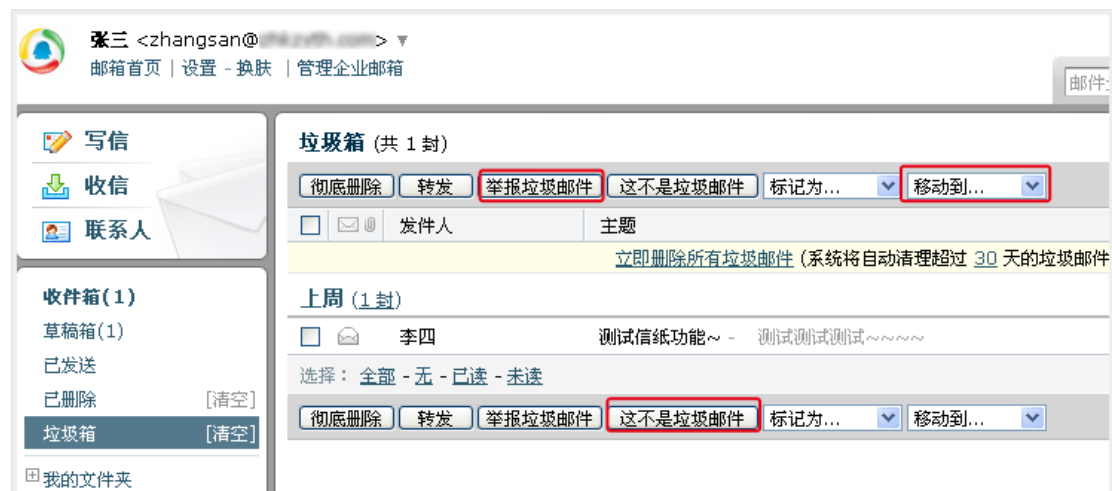 张三 <zhangsan@ >
邮箱首页 | 设置 - 换肤 | 管理企业邮箱
邮件
写信
收信
联系人
收件箱(1)
草稿箱(1)
已发送
已删除 [清空]
垃圾箱 [清空]
我的文件夹
垃圾箱 (共 1 封)
彻底删除 转发 举报垃圾邮件 这不是垃圾邮件 标记为... 移动到...
发件人 主题
立即删除所有垃圾邮件 (系统将自动清理超过 30 天的垃圾邮件
上周 (1 封)
李四 测试信纸功能~ - 测试测试测试~~~~
选择: 全部 - 无 - 已读 - 未读
彻底删除 转发 举报垃圾邮件 这不是垃圾邮件 标记为... 移动到...